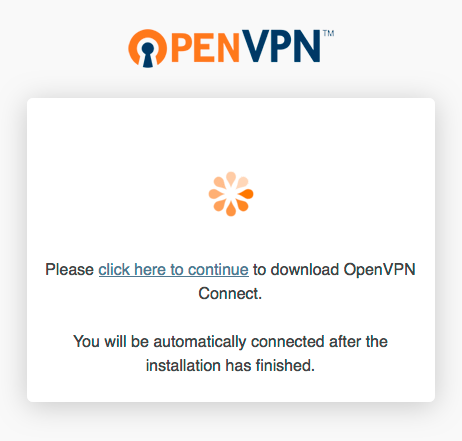 OPENVPN™
Please click here to continue to download OpenVPN
Connect.
You will be automatically connected after the
installation has finished.